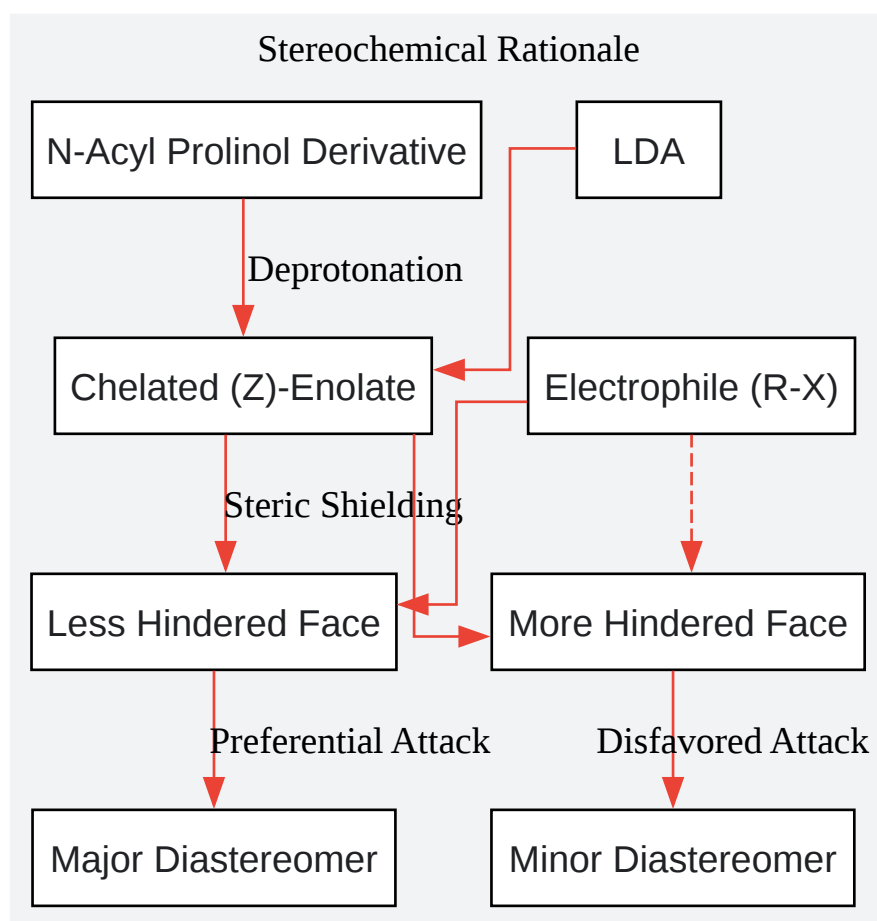 Stereochemical Rationale
N-Acyl Prolinol Derivative
LDA
Deprotonation
Chelated (Z)-Enolate
Electrophile (R-X)
Steric Shielding
Less Hindered Face
More Hindered Face
Preferential Attack
Disfavored Attack
Major Diastereomer
Minor Diastereomer